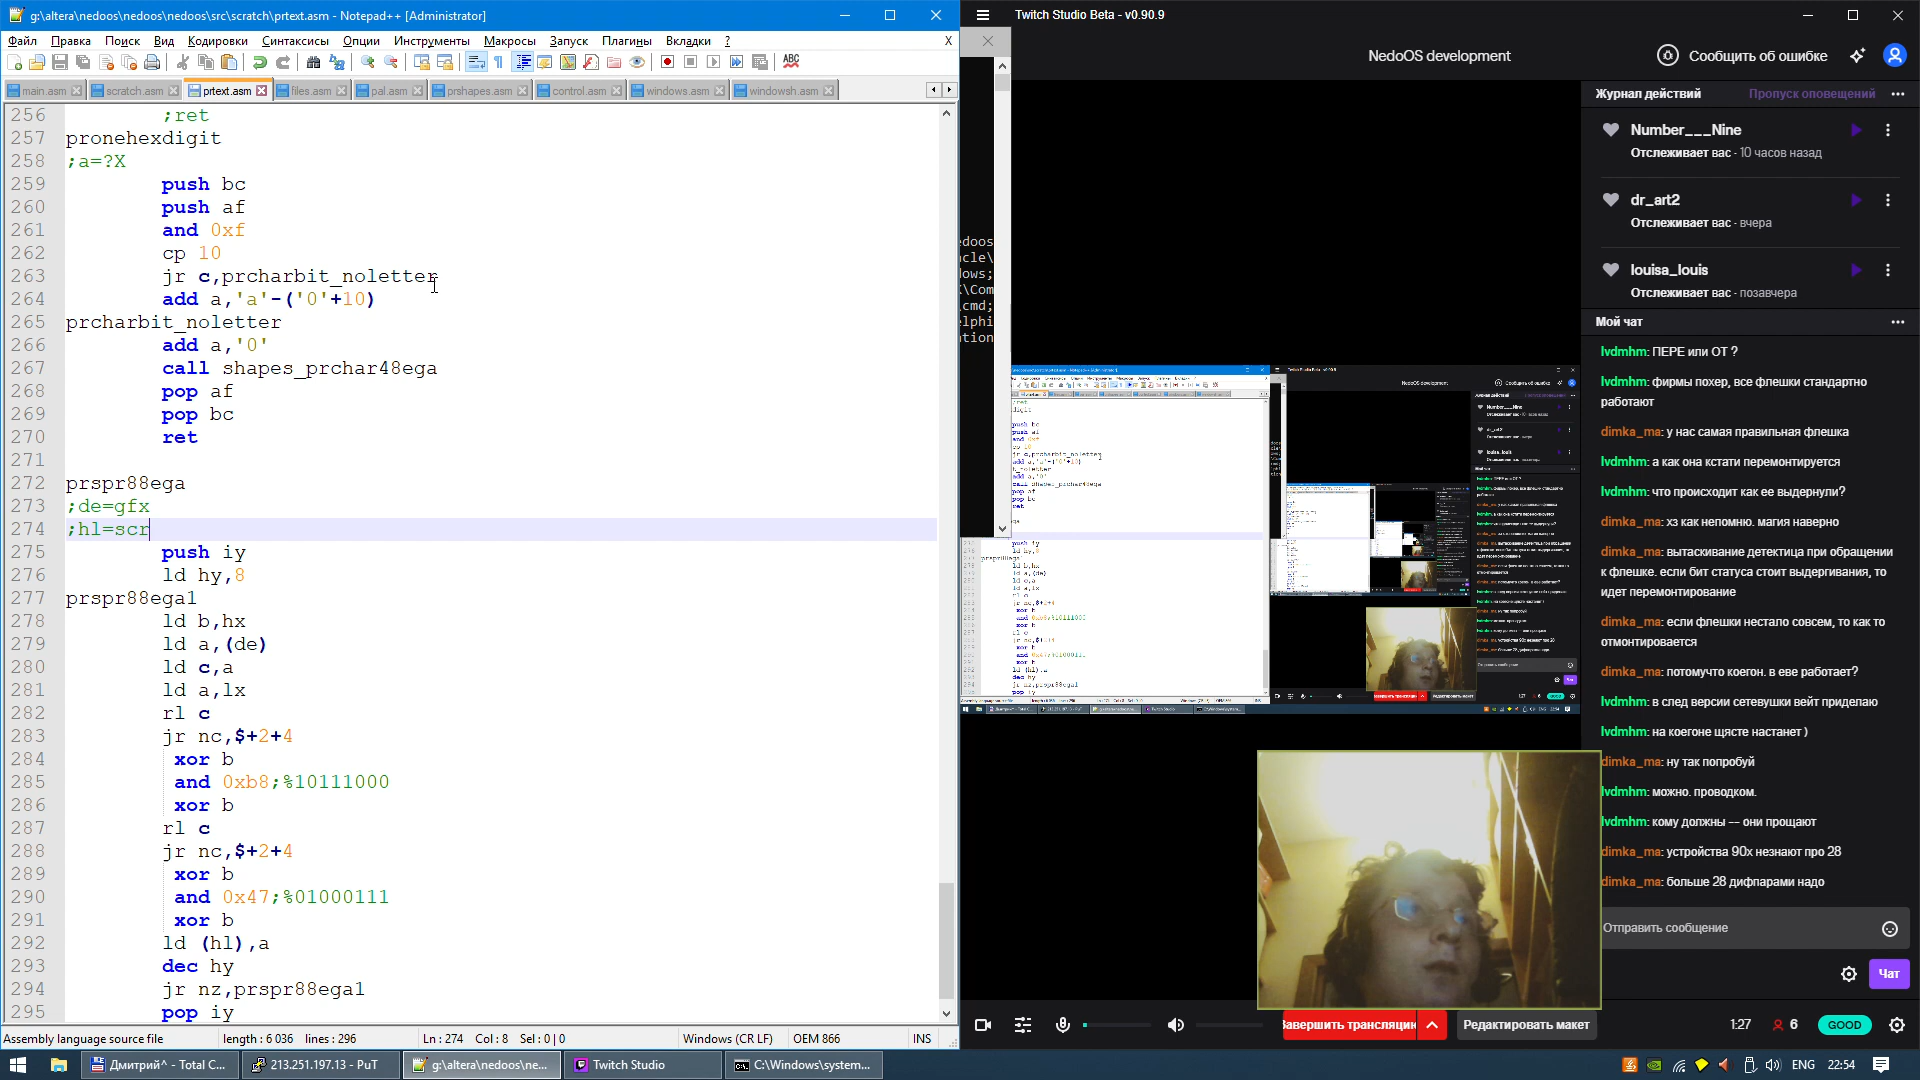 g:\altera\nedoos\nedoos\nedoos\src\scratch\prtext.asm - Notepad++ [Administrator]
Файл Правка Поиск Вид Кодировки Синтаксисы Опции Инструменты Макросы Запуск Плагины Вкладки ? X
main.asm scratch.asm prtext.asm files.asm pal.asm prshapes.asm control.asm windows.asm windowsh.asm
256 ;ret
257 pronehexdigit
258 ;a=?X
259 push bc
260 push af
261 and 0xf
262 cp 10
263 jr c,prcharbit_noletter
264 add a,'a'-('0'+10)
265 prcharbit_noletter
266 add a,'0'
267 call shapes_prchar48ega
268 pop af
269 pop bc
270 ret
271
272 prspr88ega
273 ;de=gfx
274 ;hl=scr
275 push iy
276 ld hy,8
277 prspr88ega1
278 ld b,hx
279 ld a,(de)
280 ld c,a
281 ld a,lx
282 rl c
283 jr nc,$+2+4
284 xor b
285 and 0xb8;%10111000
286 xor b
287 rl c
288 jr nc,$+2+4
289 xor b
290 and 0x47;%01000111
291 xor b
292 ld (hl),a
293 dec hy
294 jr nz,prspr88ega1
295 pop iy
Assembly language source file length : 6 036 lines : 296 Ln : 274 Col : 8 Sel : 0 | 0 Windows (CR LF) OEM 866 INS
edoos
cle\
ows;
\Com
cmd;
elphi
ation
Twitch Studio Beta - v0.90.9
NedoOS development
Сообщить об ошибке
Журнал действий Пропуск оповещений
Number___Nine
Отслеживает вас · 10 часов назад
dr_art2
Отслеживает вас · вчера
louisa_louis
Отслеживает вас · позавчера
Мой чат
lvdmhm: ПЕРЕ или ОТ ?
lvdmhm: фирмы похер, все флешки стандартно
работают
dimka_ma: у нас самая правильная флешка
lvdmhm: а как она кстати перемонтируется
lvdmhm: что происходит как ее выдернули?
dimka_ma: хз как непомню. магия наверно
dimka_ma: вытаскивание детектица при обращении
к флешке. если бит статуса стоит выдергивания, то
идет перемонтирование
dimka_ma: если флешки нестало совсем, то как то
отмонтировается
dimka_ma: потомучто коегон. в еве работает?
lvdmhm: в след версии сетевушки вейт приделаю
lvdmhm: на коегоне щясте настанет )
dimka_ma: ну так попробуй
lvdmhm: можно. проводком.
lvdmhm: кому должны -- они прощают
dimka_ma: устройства 90х незнают про 28
dimka_ma: больше 28 дифпарами надо
Отправить сообщение
Чат
Завершить трансляцию
Редактировать макет
1:27 6 GOOD
Дмитрий^ - Total C... 213.251.197.13 - PuT g:\altera\nedoos\ne... Twitch Studio C:\Windows\system... ENG 22:54